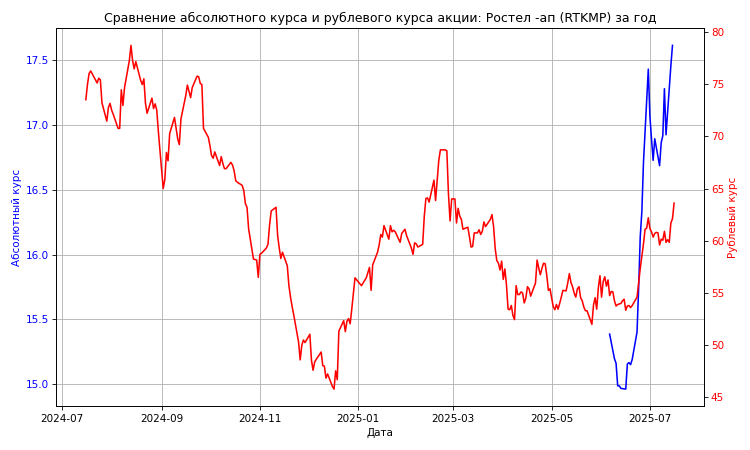 Сравнение абсолютного курса и рублевого курса акции: Ростел -ап (RTKMP) за год
Абсолютный курс
17.5
17.0
16.5
16.0
15.5
15.0
80
75
70
65
60
55
50
45
Рублевый курс
2024-07 2024-09 2024-11 2025-01 2025-03 2025-05 2025-07
Дата